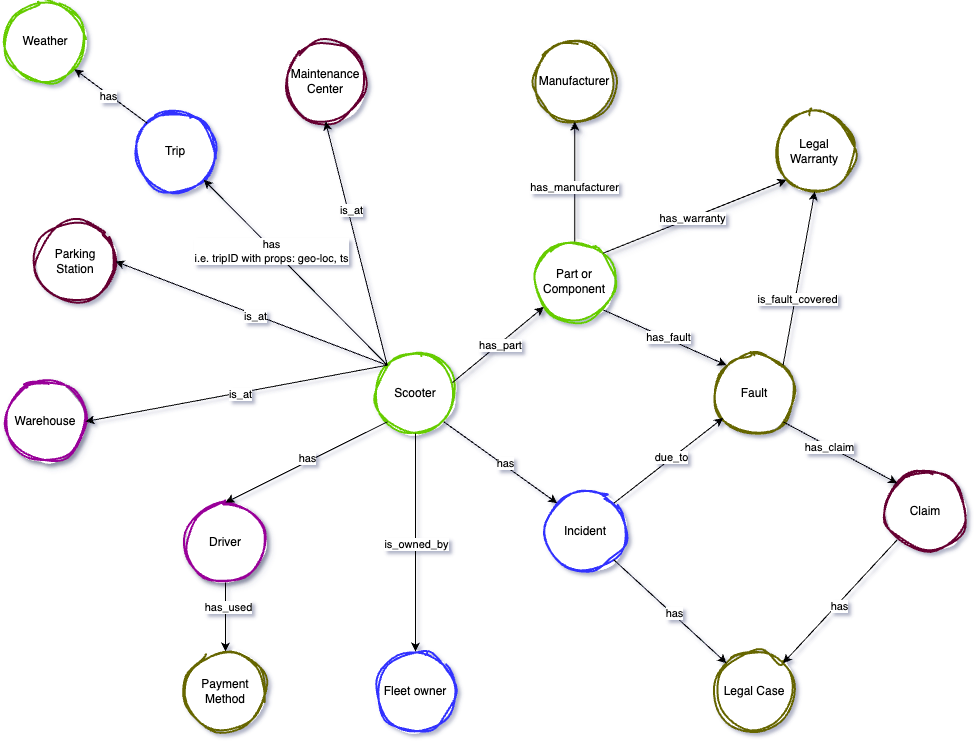 Weather
Maintenance
Center
Manufacturer
has
Trip
Legal
Warranty
has_manufacturer
is_at
has_warranty
has
i.e. tripID with props: geo-loc, ts
Parking
Station
Part or
Component
is_fault_covered
is_at
has_part
has_fault
Scooter
Fault
is_at
Warehouse
has
has
due_to
has_claim
Driver
is_owned_by
Incident
Claim
has_used
has
has
Payment
Method
Fleet owner
Legal Case